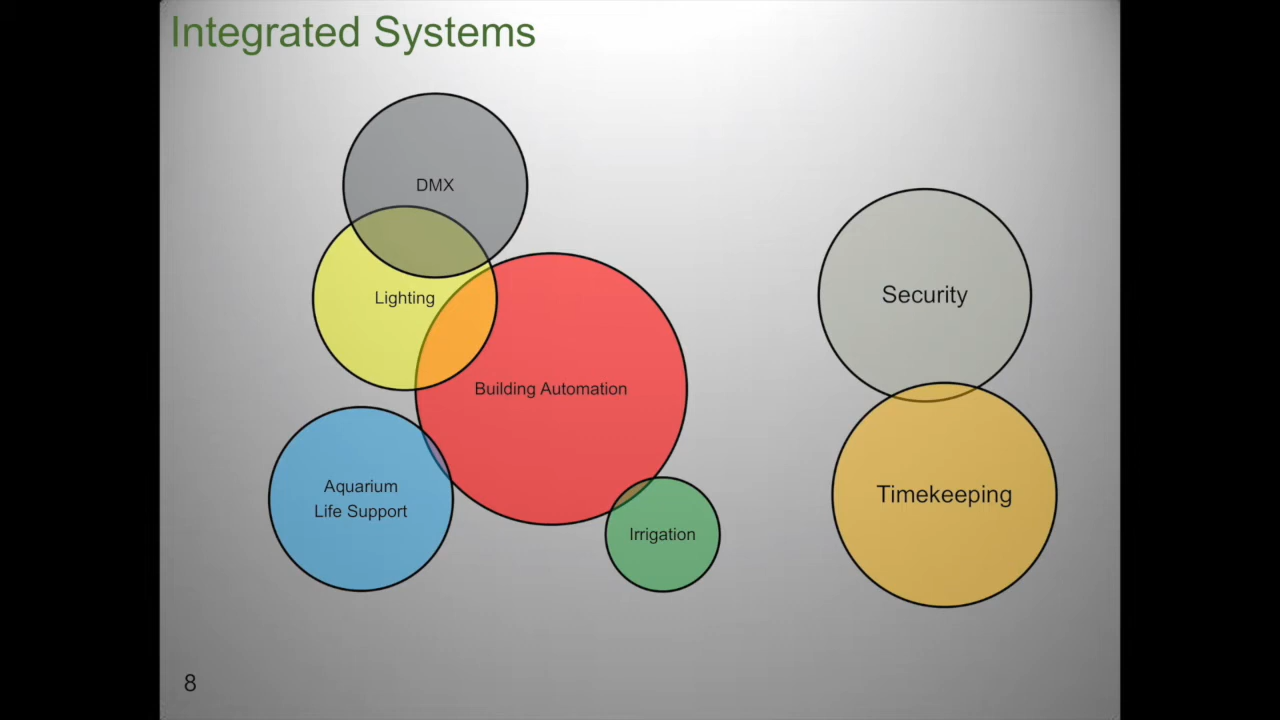 Integrated Systems
DMX
Lighting
Security
Building Automation
Aquarium
Life Support
Timekeeping
Irrigation
8